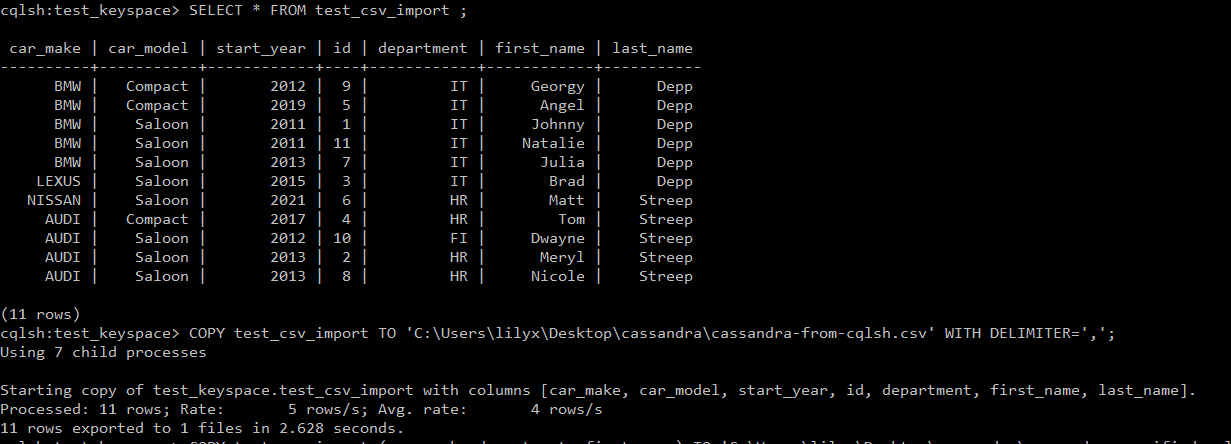 cqlsh:test_keyspace> SELECT * FROM test_csv_import ;
car_make | car_model | start_year | id | department | first_name | last_name
----------+-----------+------------+----+------------+------------+-----------
BMW | Compact | 2012 | 9 | IT | Georgy | Depp
BMW | Compact | 2019 | 5 | IT | Angel | Depp
BMW | Saloon | 2011 | 1 | IT | Johnny | Depp
BMW | Saloon | 2011 | 11 | IT | Natalie | Depp
BMW | Saloon | 2013 | 7 | IT | Julia | Depp
LEXUS | Saloon | 2015 | 3 | IT | Brad | Depp
NISSAN | Saloon | 2021 | 6 | HR | Matt | Streep
AUDI | Compact | 2017 | 4 | HR | Tom | Streep
AUDI | Saloon | 2012 | 10 | FI | Dwayne | Streep
AUDI | Saloon | 2013 | 2 | HR | Meryl | Streep
AUDI | Saloon | 2013 | 8 | HR | Nicole | Streep
(11 rows)
cqlsh:test_keyspace> COPY test_csv_import TO 'C:\Users\lilyx\Desktop\cassandra\cassandra-from-cqlsh.csv' WITH DELIMITER=',';
Using 7 child processes
Starting copy of test_keyspace.test_csv_import with columns [car_make, car_model, start_year, id, department, first_name, last_name].
Processed: 11 rows; Rate: 5 rows/s; Avg. rate: 4 rows/s
11 rows exported to 1 files in 2.628 seconds.